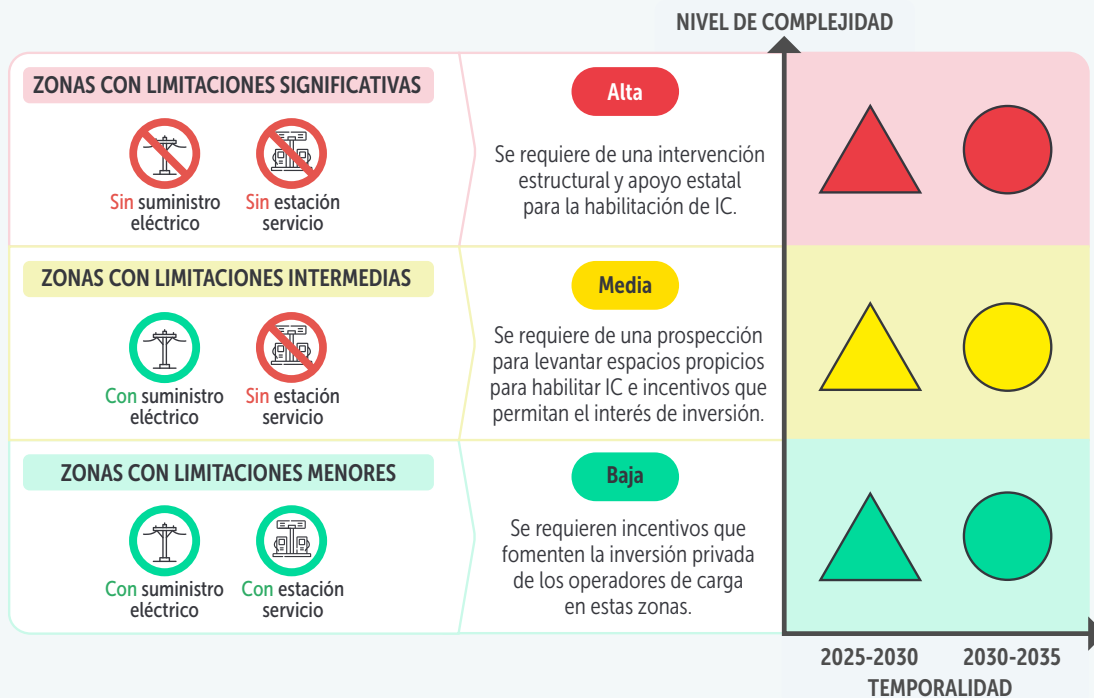 NIVEL DE COMPLEJIDAD
ZONAS CON LIMITACIONES SIGNIFICATIVAS
Sin suministro
eléctrico
Sin estación
servicio
Alta
Se requiere de una intervención
estructural y apoyo estatal
para la habilitación de IC.
ZONAS CON LIMITACIONES INTERMEDIAS
Con suministro
eléctrico
Sin estación
servicio
Media
Se requiere de una prospección
para levantar espacios propicios
para habilitar IC e incentivos que
permitan el interés de inversión.
ZONAS CON LIMITACIONES MENORES
Con suministro
eléctrico
Con estación
servicio
Baja
Se requieren incentivos que
fomenten la inversión privada
de los operadores de carga
en estas zonas.
2025-2030
2030-2035
TEMPORALIDAD